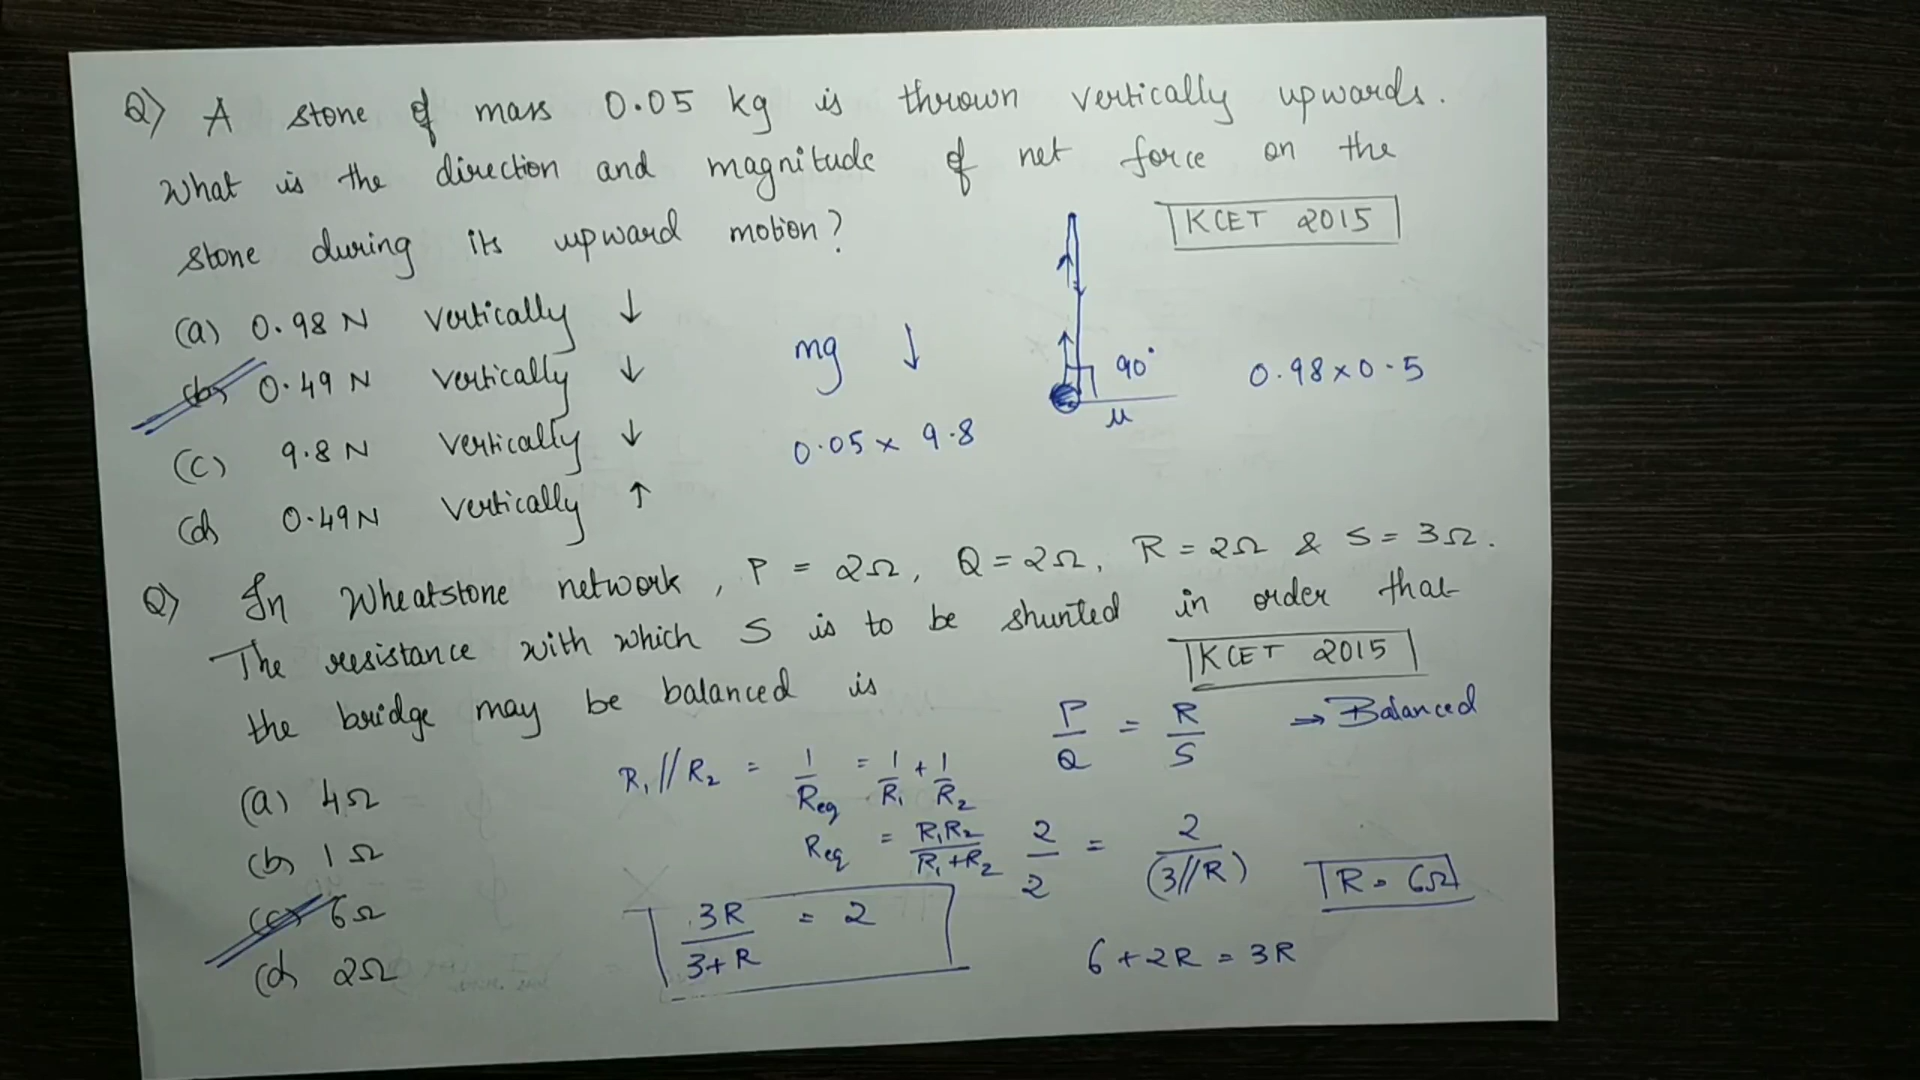 Q) A stone of mass 0.05 kg is thrown vertically upwards.
What is the direction and magnitude of net force on the
stone during its upward motion?
KCET 2015
(a) 0.98 N vertically ↓
(b) 0.49 N vertically ↓
(c) 9.8 N vertically ↓
(d) 0.49 N vertically ↑
mg ↓
0.05 × 9.8
90°
u
0.98 × 0.5
Q) In Wheatstone network, P = 2Ω, Q = 2Ω, R = 2Ω & S = 3Ω.
The resistance with which S is to be shunted in order that
the bridge may be balanced is
KCET 2015
(a) 4Ω
(b) 1Ω
(c) 6Ω
(d) 2Ω
R₁//R₂ = 1/Req = 1/R₁ + 1/R₂
Req = R₁R₂/R₁+R₂
3R/3+R = 2
P/Q = R/S → Balanced
2/2 = 2/(3//R)
R = 6Ω
6 + 2R = 3R